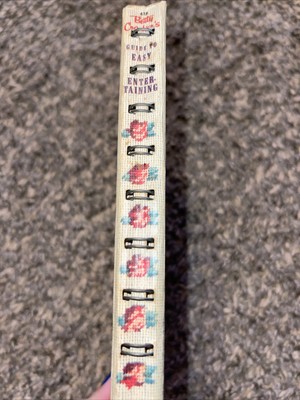 Betty
Crocker's
GUIDE TO
EASY
ENTER-
TAINING